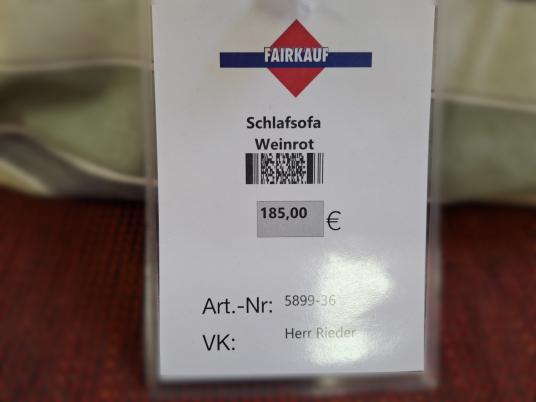 FAIRKAUF
Schlafsofa
Weinrot
185,00 €
Art.-Nr: 5899-36
VK: Herr Rieder